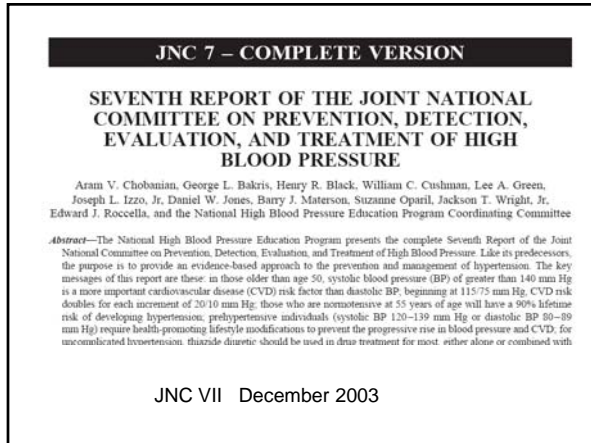 JNC 7 – COMPLETE VERSION
SEVENTH REPORT OF THE JOINT NATIONAL
COMMITTEE ON PREVENTION, DETECTION,
EVALUATION, AND TREATMENT OF HIGH
BLOOD PRESSURE
Aram V. Chobanian, George L. Bakris, Henry R. Black, William C. Cushman, Lee A. Green,
Joseph L. Izzo, Jr, Daniel W. Jones, Barry J. Materson, Suzanne Oparil, Jackson T. Wright, Jr,
Edward J. Roccella, and the National High Blood Pressure Education Program Coordinating Committee
Abstract—The National High Blood Pressure Education Program presents the complete Seventh Report of the Joint
National Committee on Prevention, Detection, Evaluation, and Treatment of High Blood Pressure. Like its predecessors,
the purpose is to provide an evidence-based approach to the prevention and management of hypertension. The key
messages of this report are these: in those older than age 50, systolic blood pressure (BP) of greater than 140 mm Hg
is a more important cardiovascular disease (CVD) risk factor than diastolic BP; beginning at 115/75 mm Hg, CVD risk
doubles for each increment of 20/10 mm Hg; those who are normotensive at 55 years of age will have a 90% lifetime
risk of developing hypertension; prehypertensive individuals (systolic BP 120–139 mm Hg or diastolic BP 80–89
mm Hg) require health-promoting lifestyle modifications to prevent the progressive rise in blood pressure and CVD; for
uncomplicated hypertension, thiazide diuretic should be used in drug treatment for most, either alone or combined with
JNC VII December 2003